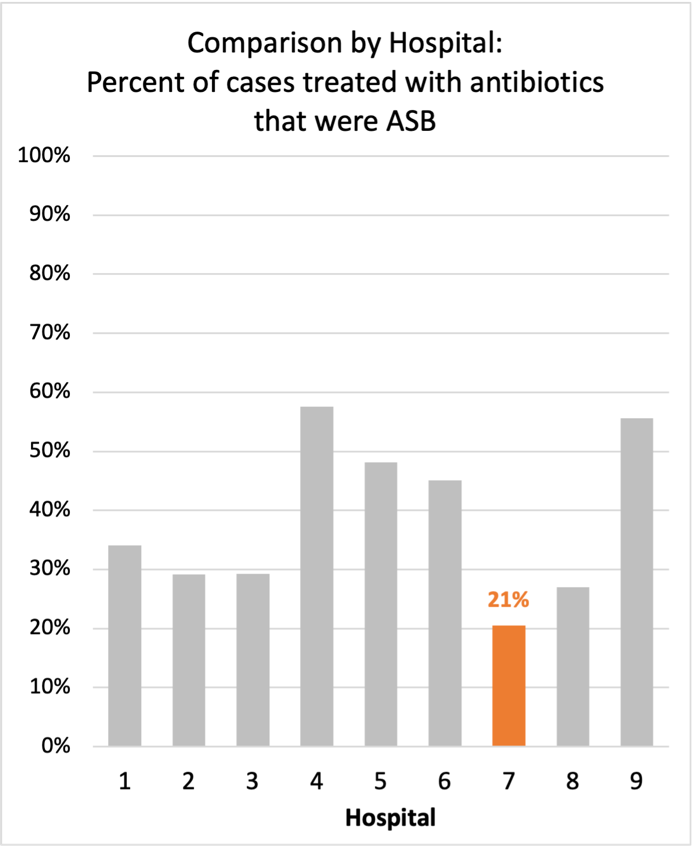 Comparison by Hospital:
Percent of cases treated with antibiotics
that were ASB
100%
90%
80%
70%
60%
50%
40%
30%
21%
20%
10%
0%
1 2 3 4 5 6 7 8 9
Hospital